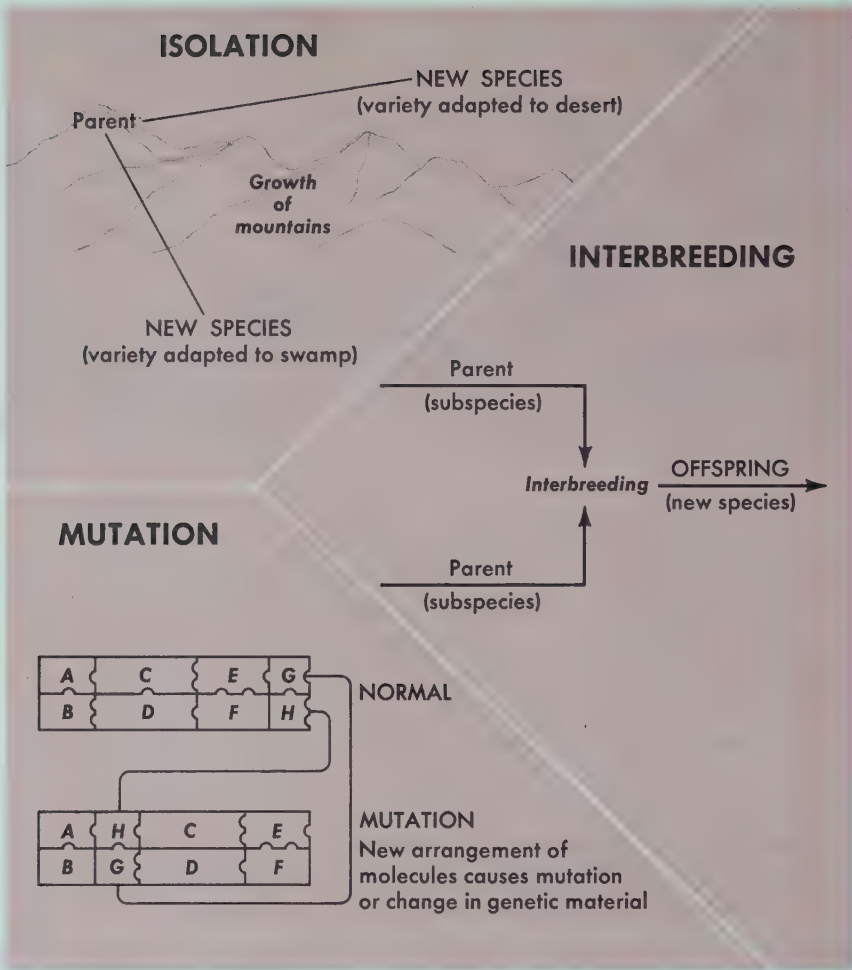 ISOLATION
NEW SPECIES
(variety adapted to desert)
Parent
Growth
of
mountains
NEW SPECIES
(variety adapted to swamp)
INTERBREEDING
Parent
(subspecies)
Interbreeding
OFFSPRING
(new species)
Parent
(subspecies)
MUTATION
A C E G
B D F H
NORMAL
A H C E
B G D F
MUTATION
New arrangement of
molecules causes mutation
or change in genetic material